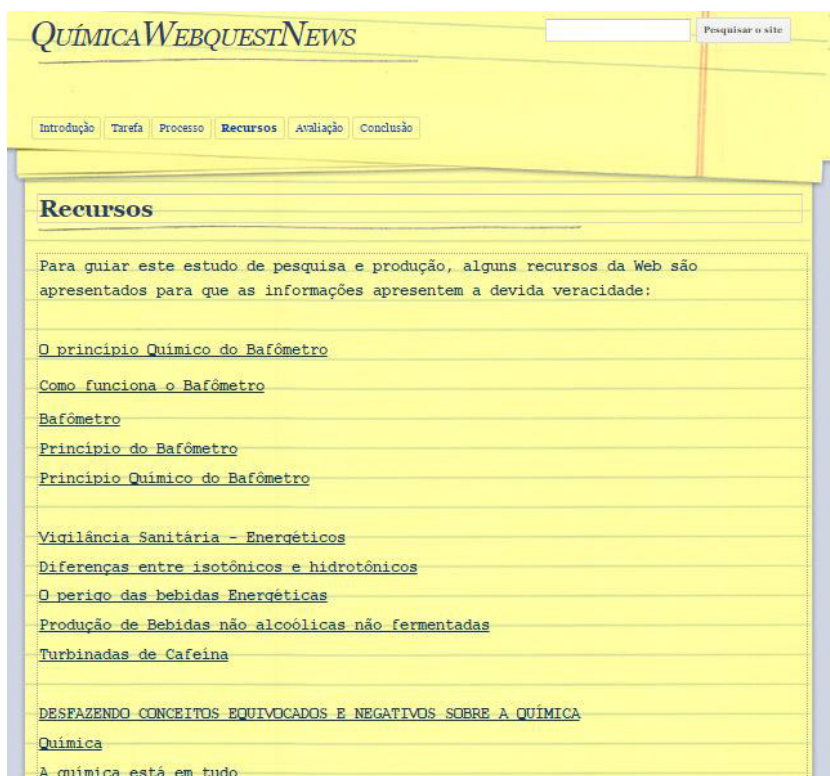 QUÍMICAWEBQUESTNEWS
Pesquisar o site
Introdução Tarefa Processo Recursos Avaliação Conclusão
Recursos
Para guiar este estudo de pesquisa e produção, alguns recursos da Web são
apresentados para que as informações apresentem a devida veracidade:
O princípio Químico do Bafômetro
Como funciona o Bafômetro
Bafômetro
Princípio do Bafômetro
Princípio Químico do Bafômetro
Vigilância Sanitária - Energéticos
Diferenças entre isotônicos e hidrotônicos
O perigo das bebidas Energéticas
Produção de Bebidas não alcoólicas não fermentadas
Turbinadas de Cafeína
DESFAZENDO CONCEITOS EQUIVOCADOS E NEGATIVOS SOBRE A QUÍMICA
Química
A química está em tudo